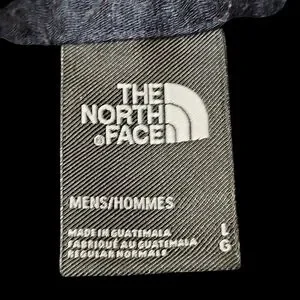 THE
NORTH
FACE
MENS/HOMMES
MADE IN GUATEMALA
FABRIQUÉ AU GUATEMALA
REGULAR NORMALE
L
G